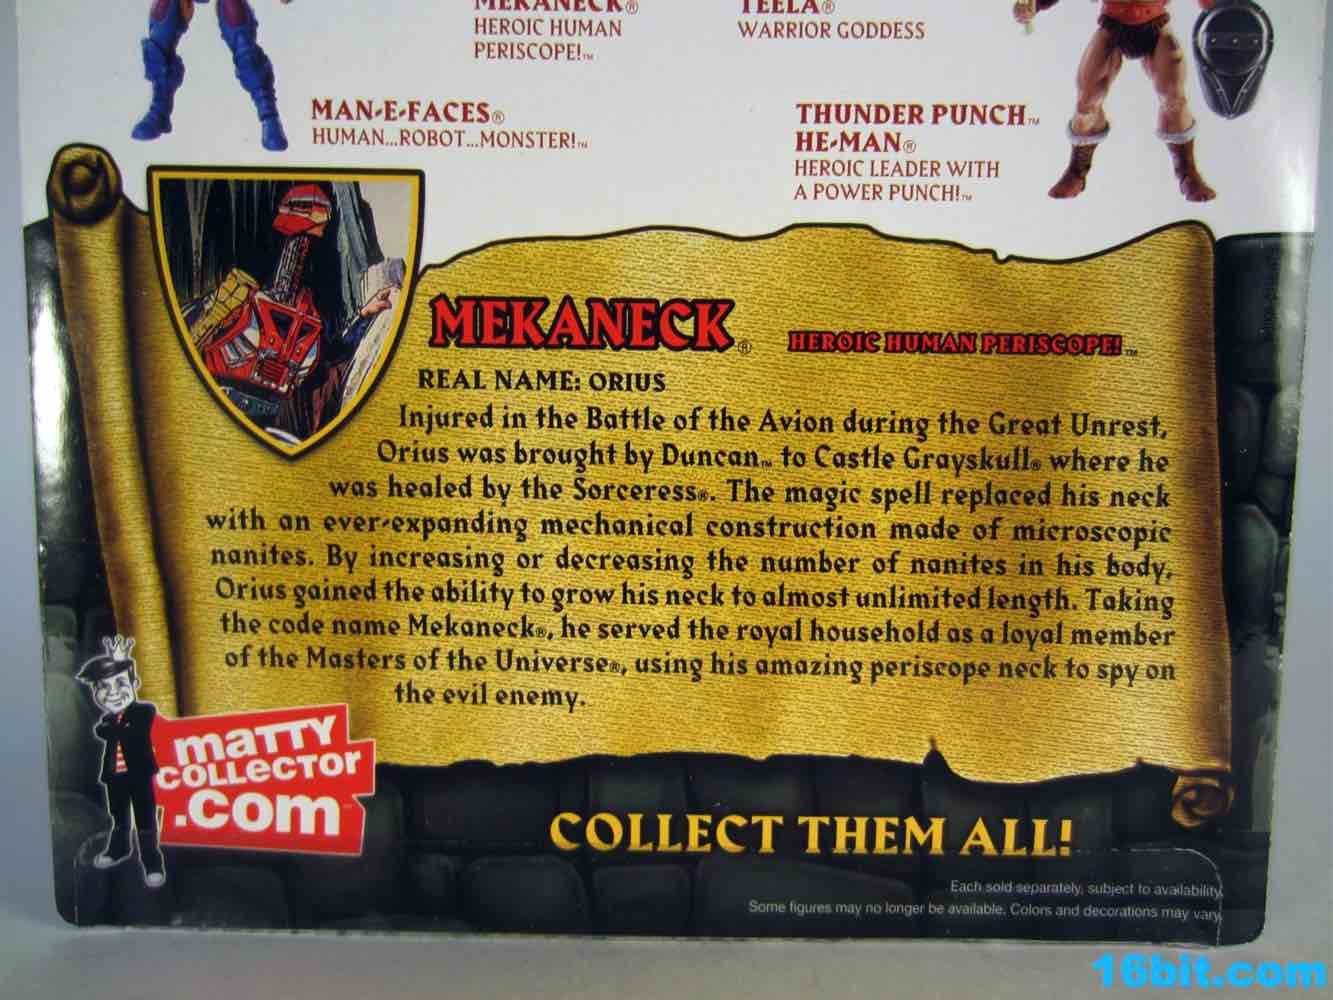 MEKANECK®
HEROIC HUMAN
PERISCOPE!™
TEELA®
WARRIOR GODDESS
MAN-E-FACES®
HUMAN...ROBOT...MONSTER!™
THUNDER PUNCH™
HE-MAN®
HEROIC LEADER WITH
A POWER PUNCH!™
MEKANECK®
HEROIC HUMAN PERISCOPE!™
REAL NAME: ORIUS
Injured in the Battle of the Avion during the Great Unrest,
Orius was brought by Duncan™ to Castle Grayskull® where he
was healed by the Sorceress®. The magic spell replaced his neck
with an ever-expanding mechanical construction made of microscopic
nanites. By increasing or decreasing the number of nanites in his body,
Orius gained the ability to grow his neck to almost unlimited length. Taking
the code name Mekaneck®, he served the royal household as a loyal member
of the Masters of the Universe®, using his amazing periscope neck to spy on
the evil enemy.
maTTY
COLLecTor
.com
COLLECT THEM ALL!
Each sold separately, subject to availability.
Some figures may no longer be available. Colors and decorations may vary.
16bit.com